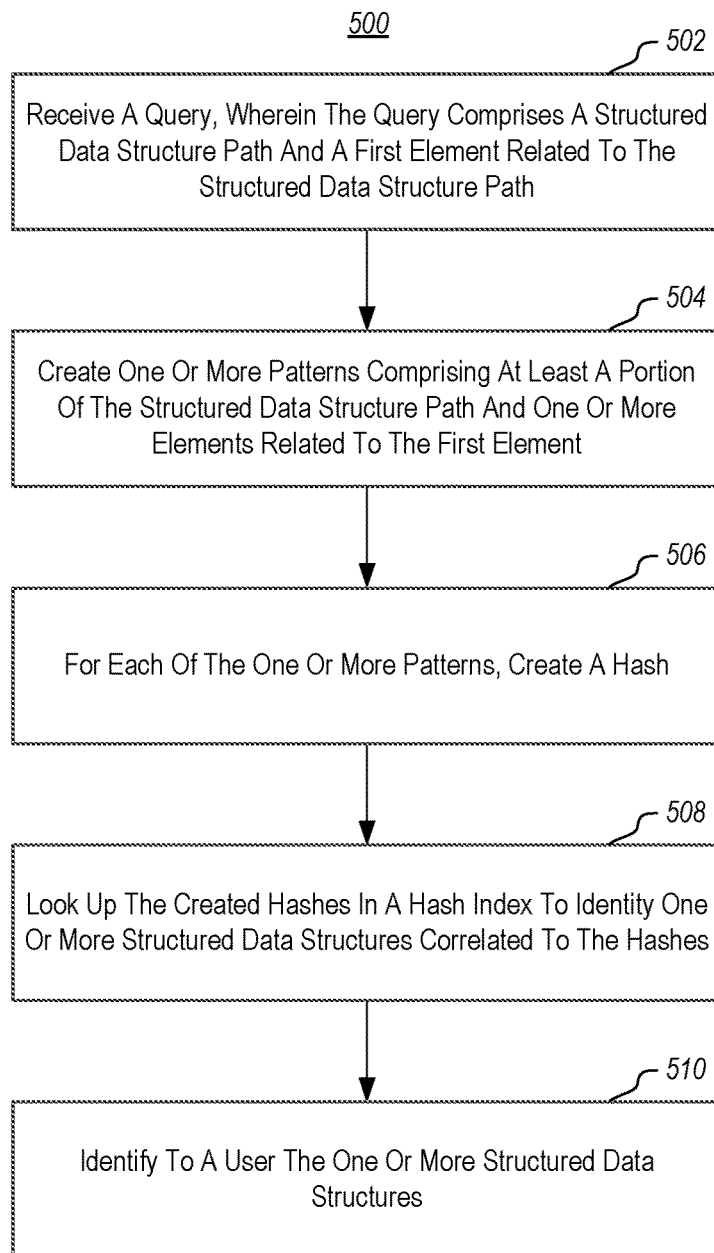 500
502
Receive A Query, Wherein The Query Comprises A Structured
Data Structure Path And A First Element Related To The
Structured Data Structure Path
504
Create One Or More Patterns Comprising At Least A Portion
Of The Structured Data Structure Path And One Or More
Elements Related To The First Element
506
For Each Of The One Or More Patterns, Create A Hash
508
Look Up The Created Hashes In A Hash Index To Identity One
Or More Structured Data Structures Correlated To The Hashes
510
Identify To A User The One Or More Structured Data
Structures